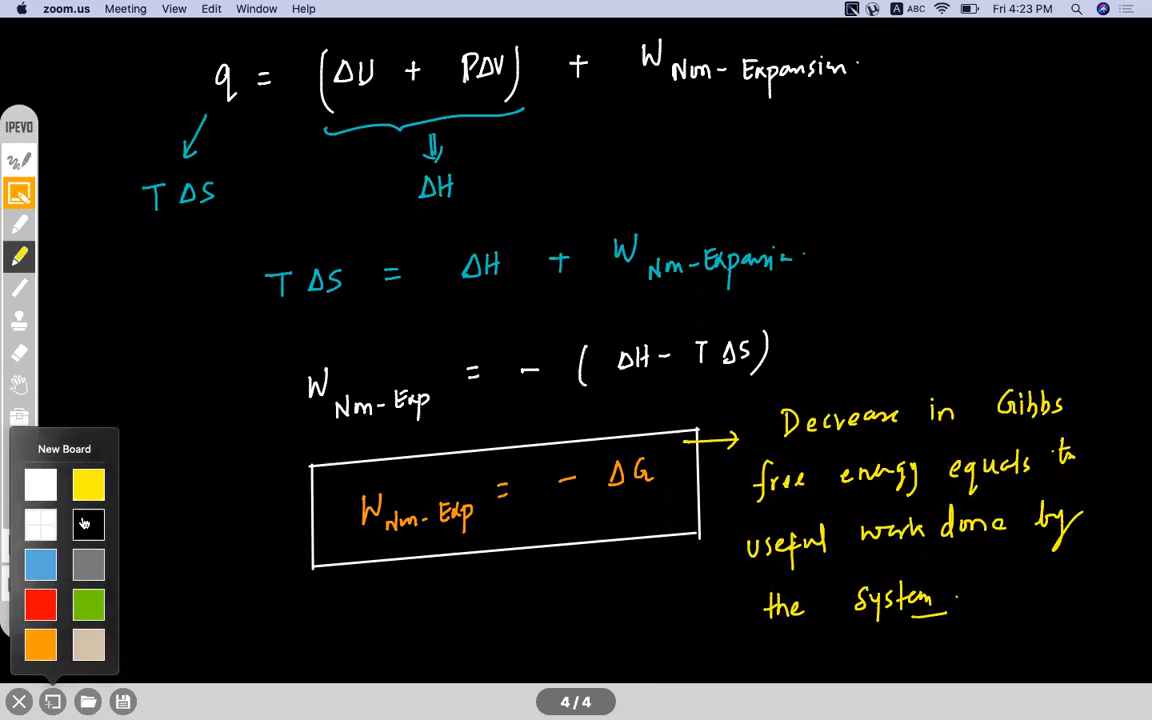 zoom.us Meeting View Edit Window Help A ABC Fri 4:23 PM
q = (ΔU + PΔV) + W Non-Expansion.
IPEVO
TΔS ΔH
TΔS = ΔH + W Non-Expansion.
W Non-Exp = - (ΔH - TΔS)
W Non-Exp = - ΔG
Decrease in Gibbs
free energy equals to
useful work done by
the system.
New Board
4/4